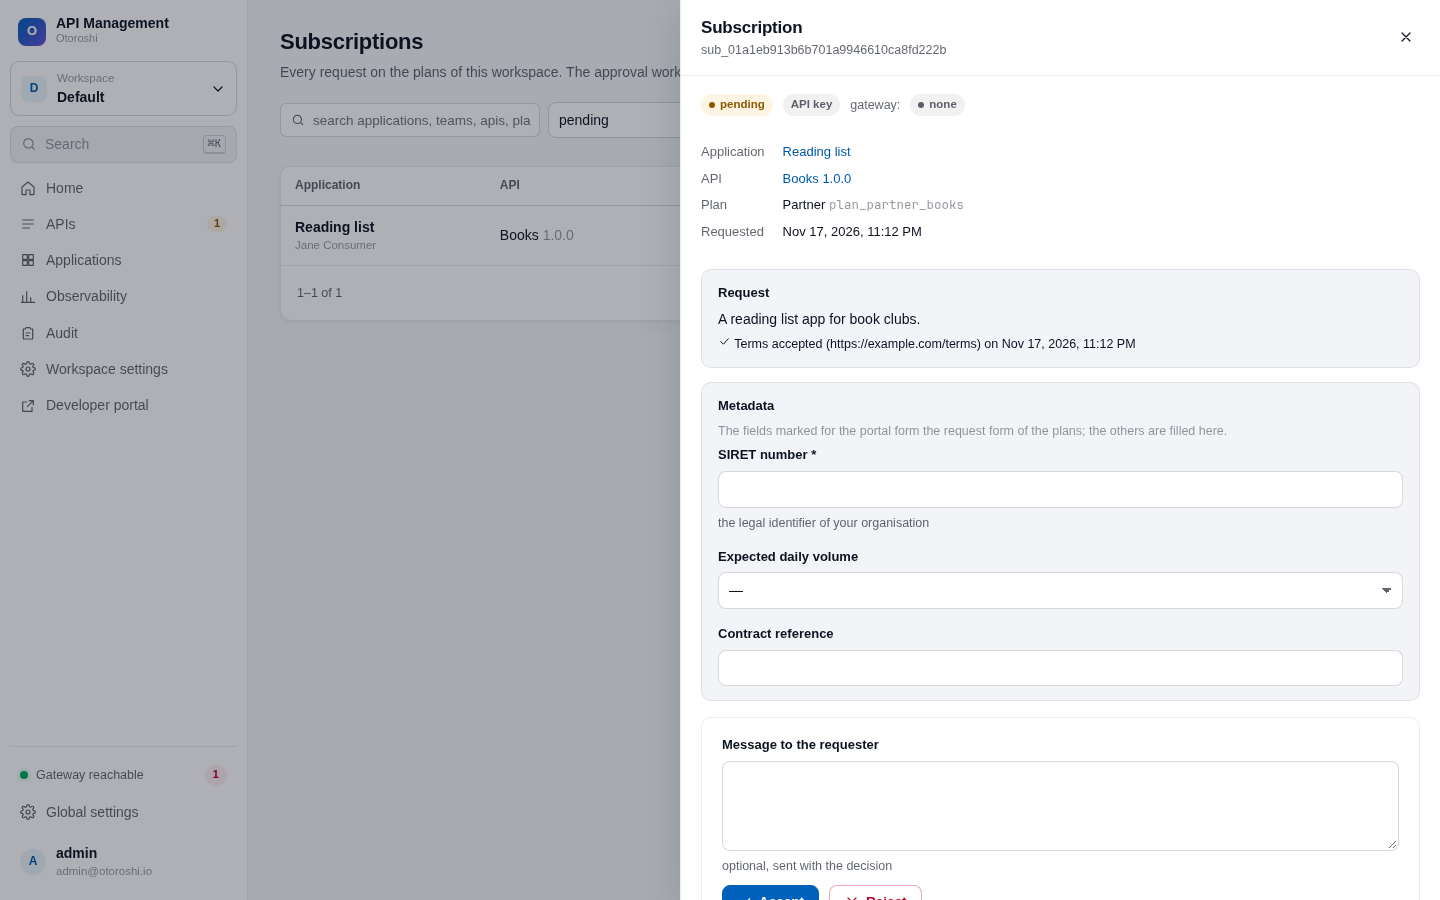 O
API Management
Otoroshi
D
Workspace
Default
Search
⌘K
Home
APIs
1
Applications
Observability
Audit
Workspace settings
Developer portal
Gateway reachable
1
Global settings
A
admin
admin@otoroshi.io
Subscriptions
Every request on the plans of this workspace. The approval work
search applications, teams, apis, pla
pending
Application API
Reading list
Jane Consumer
Books 1.0.0
1–1 of 1
Subscription
sub_01a1eb913b6b701a9946610ca8fd222b
pending API key gateway: none
Application Reading list
API Books 1.0.0
Plan Partner plan_partner_books
Requested Nov 17, 2026, 11:12 PM
Request
A reading list app for book clubs.
Terms accepted (https://example.com/terms) on Nov 17, 2026, 11:12 PM
Metadata
The fields marked for the portal form the request form of the plans; the others are filled here.
SIRET number *
the legal identifier of your organisation
Expected daily volume
—
Contract reference
Message to the requester
optional, sent with the decision
Accept Reject